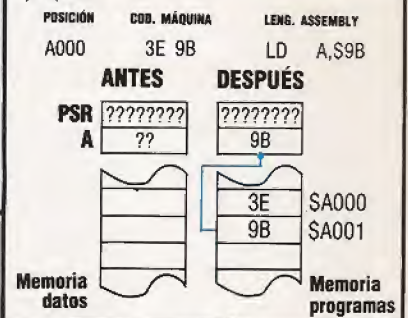 POSICIÓN COD. MÁQUINA LENG. ASSEMBLY
A000 3E 9B LD A,$9B
ANTES DESPUÉS
PSR ???????? ????????
A ?? 9B
3E $A000
9B $A001
Memoria datos
Memoria programas